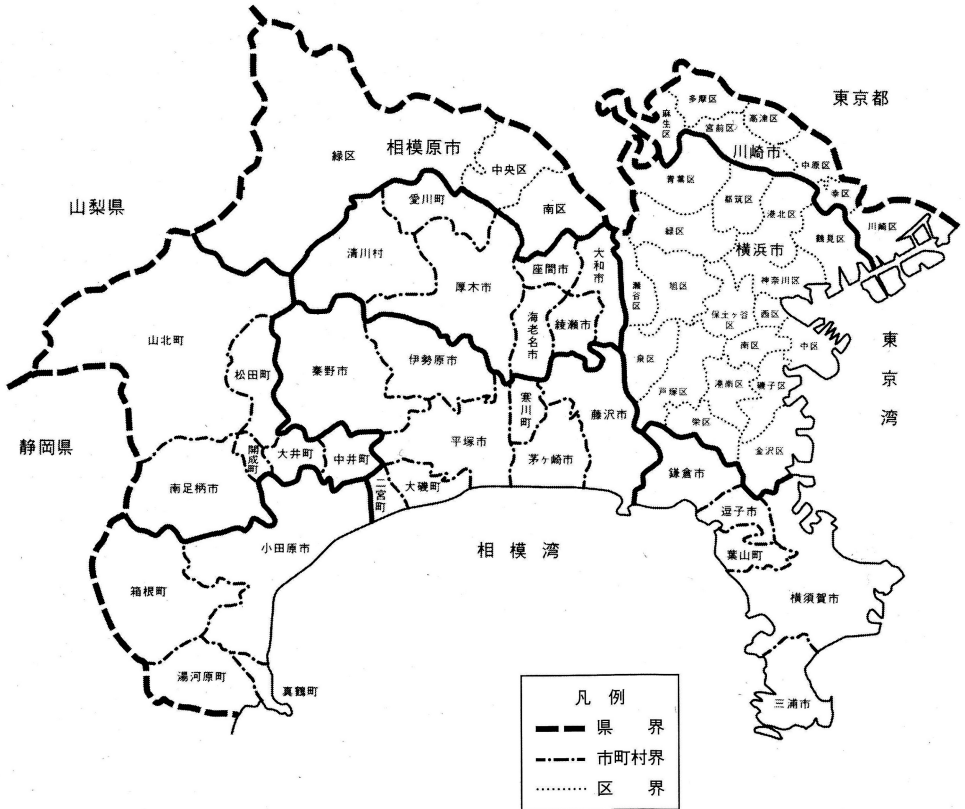 東京都
多摩区
麻生区
宮前区
高津区
川崎市
中原区
幸区
川崎区
相模原市
緑区
中央区
南区
山梨県
愛川町
清川村
厚木市
座間市
大和市
海老名市
綾瀬市
青葉区
都筑区
港北区
鶴見区
緑区
横浜市
瀬谷区
旭区
神奈川区
保土ヶ谷区
西区
南区
中区
泉区
戸塚区
港南区
磯子区
栄区
金沢区
東京湾
山北町
松田町
秦野市
伊勢原市
寒川町
藤沢市
静岡県
開成町
大井町
中井町
平塚市
茅ヶ崎市
鎌倉市
南足柄市
二宮町
大磯町
逗子市
小田原市
相模湾
葉山町
箱根町
横須賀市
湯河原町
真鶴町
三浦市
凡例
県界
市町村界
区界